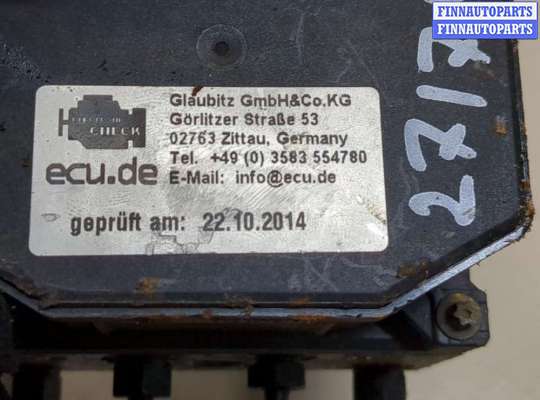 FINNAUTOPARTS
FINNAUTOPARTS
Glaubitz GmbH&Co.KG
Görlitzer Straße 53
02763 Zittau, Germany
Tel. +49 (0) 3583 554780
E-Mail: info@ecu.de
CHECK
ecu.de
geprüft am: 22.10.2014